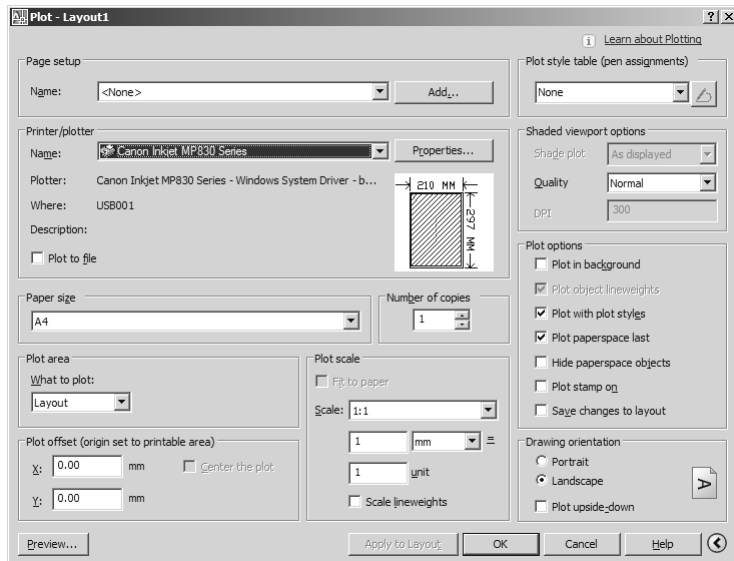 Plot - Layout1
Learn about Plotting
Page setup
Name: <None> Add...
Plot style table (pen assignments)
None
Printer/plotter
Name: Canon Inkjet MP830 Series Properties...
Plotter: Canon Inkjet MP830 Series - Windows System Driver - b...
Where: USB001
Description:
Plot to file
210 MM
297 MM
Shaded viewport options
Shade plot As displayed
Quality Normal
DPI 300
Paper size
A4
Number of copies
1
Plot options
Plot in background
Plot object lineweights
Plot with plot styles
Plot paperspace last
Hide paperspace objects
Plot stamp on
Save changes to layout
Plot area
What to plot:
Layout
Plot scale
Fit to paper
Scale: 1:1
1 mm =
1 unit
Scale lineweights
Plot offset (origin set to printable area)
X: 0.00 mm Center the plot
Y: 0.00 mm
Drawing orientation
Portrait
Landscape
Plot upside-down
A
Preview... Apply to Layout OK Cancel Help